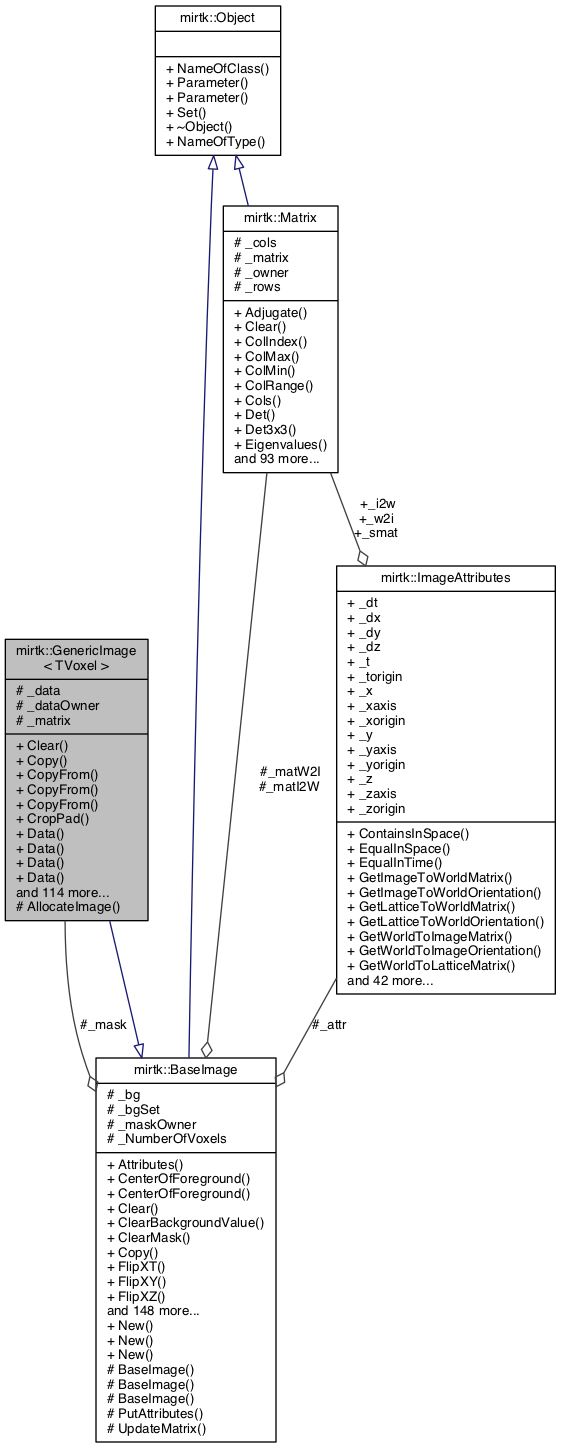 mirtk::Object
+ NameOfClass()
+ Parameter()
+ Parameter()
+ Set()
+ ~Object()
+ NameOfType()
mirtk::Matrix
# _cols
# _matrix
# _owner
# _rows
+ Adjugate()
+ Clear()
+ ColIndex()
+ ColMax()
+ ColMin()
+ ColRange()
+ Cols()
+ Det()
+ Det3x3()
+ Eigenvalues()
and 93 more...
+_i2w
+_w2i
+_smat
mirtk::ImageAttributes
+ _dt
+ _dx
+ _dy
+ _dz
+ _t
+ _torigin
+ _x
+ _xaxis
+ _xorigin
+ _y
+ _yaxis
+ _yorigin
+ _z
+ _zaxis
+ _zorigin
+ ContainsInSpace()
+ EqualInSpace()
+ EqualInTime()
+ GetImageToWorldMatrix()
+ GetImageToWorldOrientation()
+ GetLatticeToWorldMatrix()
+ GetLatticeToWorldOrientation()
+ GetWorldToImageMatrix()
+ GetWorldToImageOrientation()
+ GetWorldToLatticeMatrix()
and 42 more...
mirtk::GenericImage
< TVoxel >
# _data
# _dataOwner
# _matrix
+ Clear()
+ Copy()
+ CopyFrom()
+ CopyFrom()
+ CopyFrom()
+ CropPad()
+ Data()
+ Data()
+ Data()
+ Data()
and 114 more...
# AllocateImage()
#_matW2I
#_matI2W
#_mask
#_attr
mirtk::BaseImage
# _bg
# _bgSet
# _maskOwner
# _NumberOfVoxels
+ Attributes()
+ CenterOfForeground()
+ CenterOfForeground()
+ Clear()
+ ClearBackgroundValue()
+ ClearMask()
+ Copy()
+ FlipXT()
+ FlipXY()
+ FlipXZ()
and 148 more...
+ New()
+ New()
+ New()
# BaseImage()
# BaseImage()
# BaseImage()
# PutAttributes()
# UpdateMatrix()